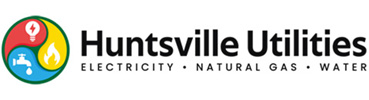 Huntsville Utilities
ELECTRICITY • NATURAL GAS • WATER